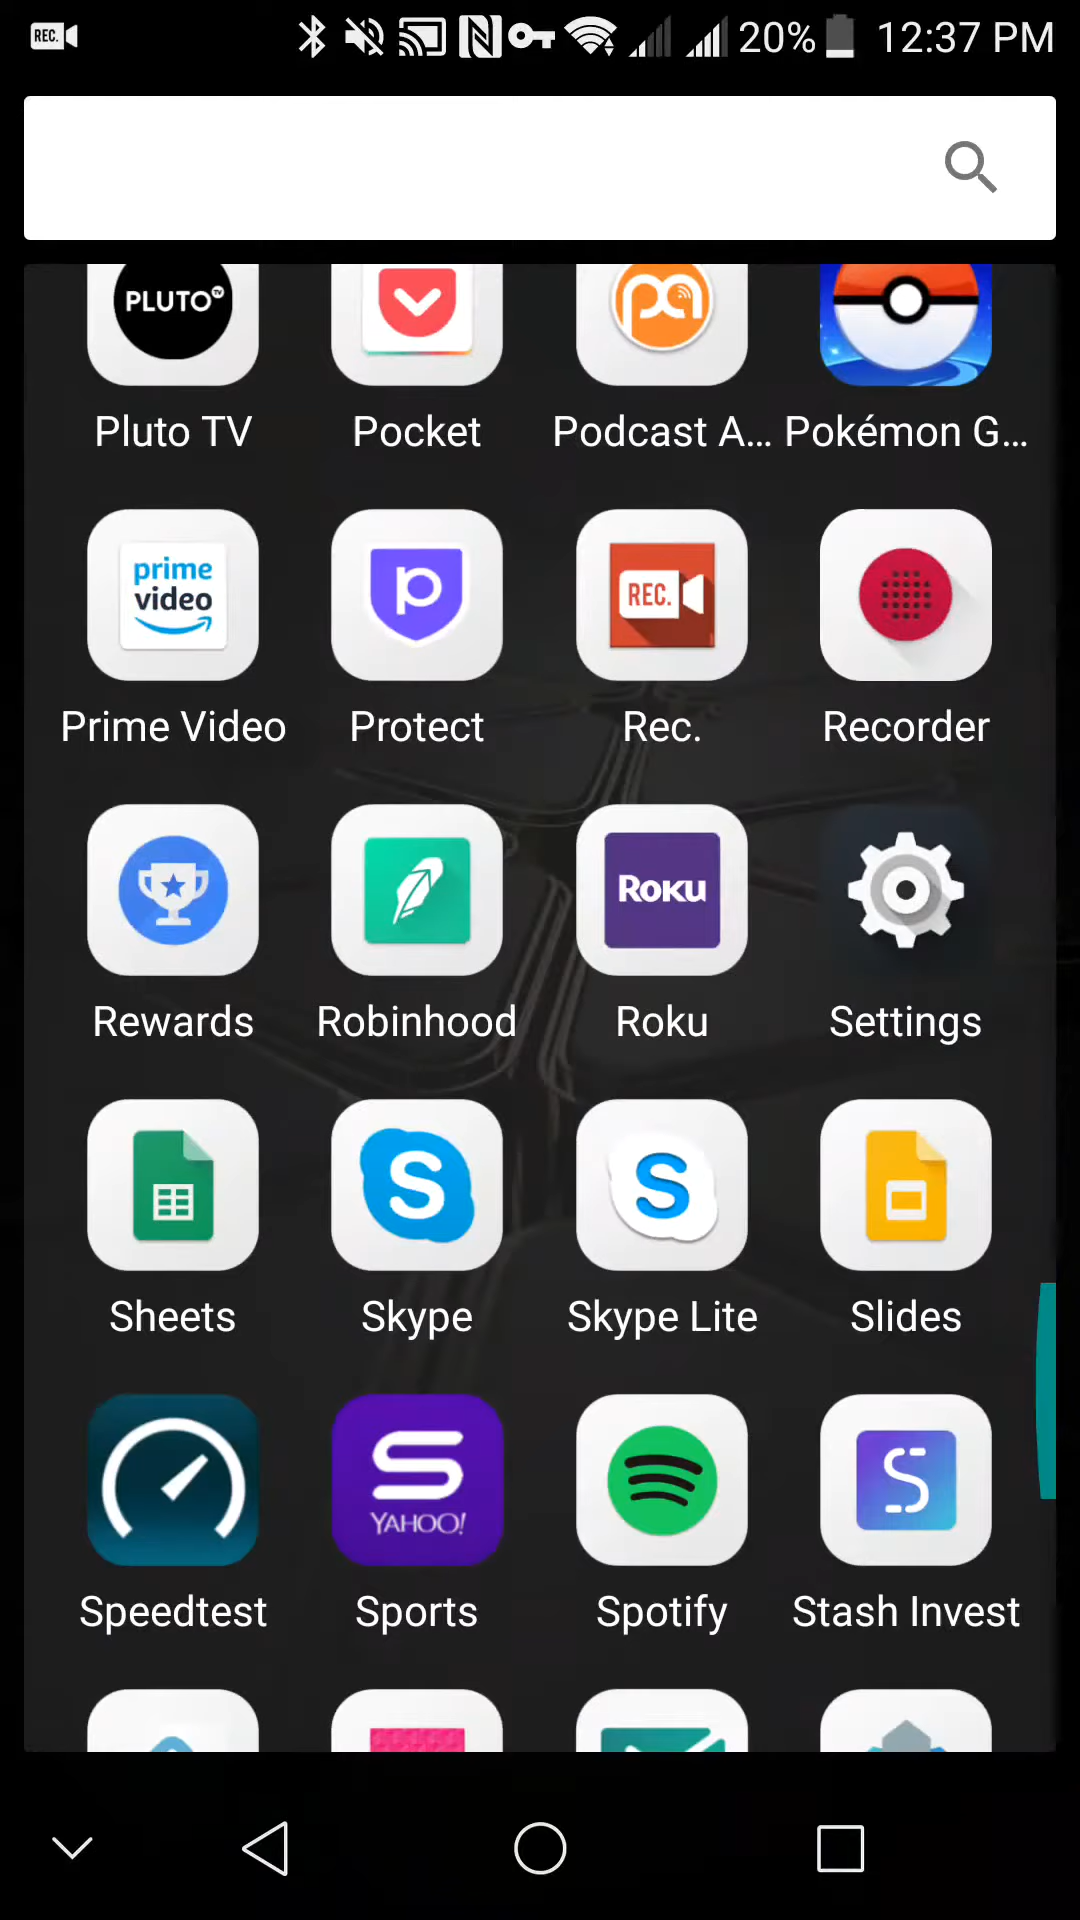 REC. 20% 12:37 PM
PLUTO TV
Pluto TV Pocket Podcast A... Pokémon G...
prime video REC.
Prime Video Protect Rec. Recorder
ROKU
Rewards Robinhood Roku Settings
S S
Sheets Skype Skype Lite Slides
S YAHOO! S
Speedtest Sports Spotify Stash Invest